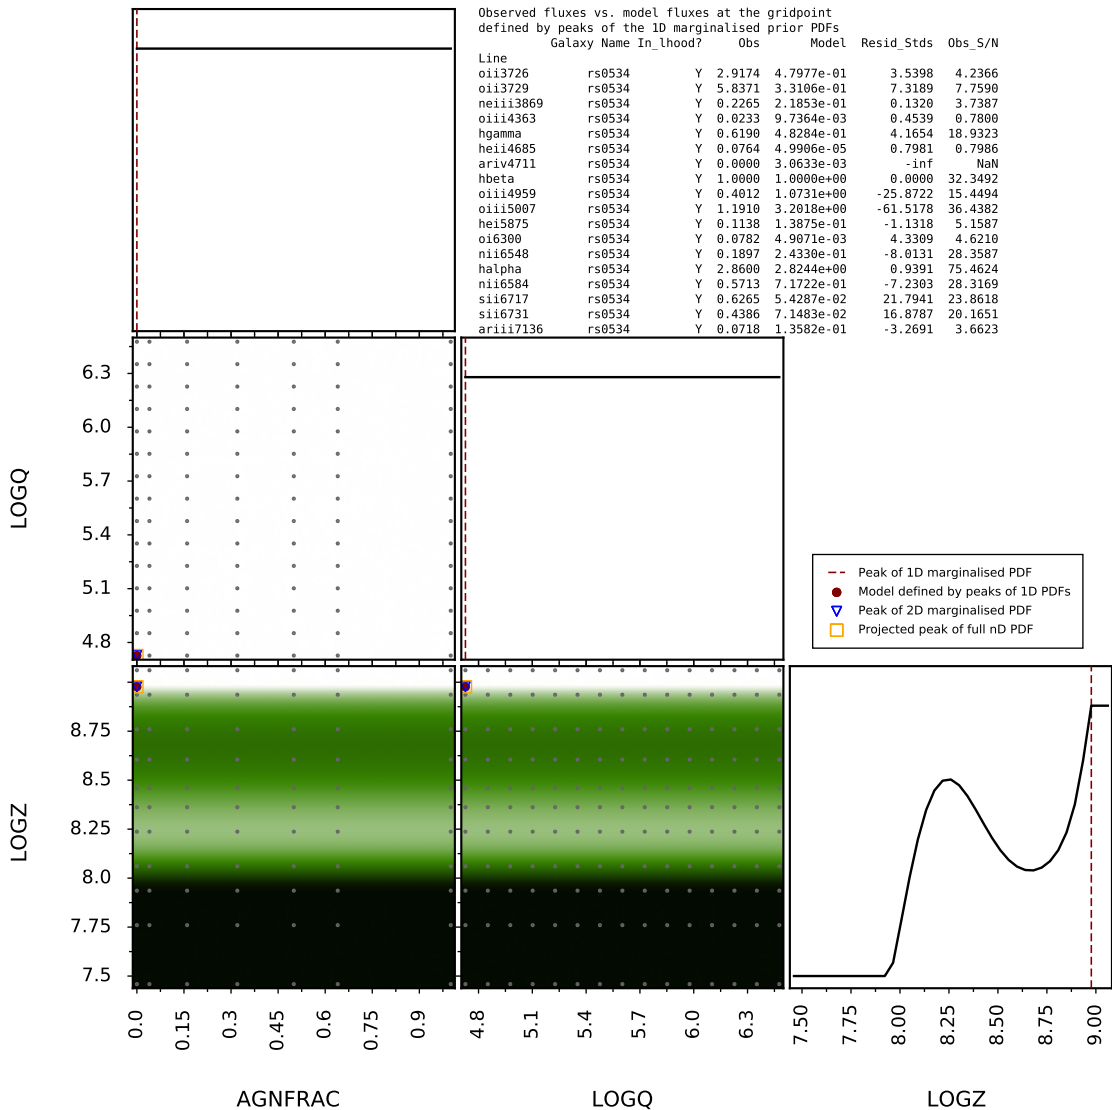 Observed fluxes vs. model fluxes at the gridpoint
defined by peaks of the 1D marginalised prior PDFs
Galaxy Name In_lhood? Obs Model Resid_Stds Obs_S/N
Line
oii3726 rs0534 Y 2.9174 4.7977e-01 3.5398 4.2366
oii3729 rs0534 Y 5.8371 3.3106e-01 7.3189 7.7590
neiii3869 rs0534 Y 0.2265 2.1853e-01 0.1320 3.7387
oiii4363 rs0534 Y 0.0233 9.7364e-03 0.4539 0.7800
hgamma rs0534 Y 0.6190 4.8284e-01 4.1654 18.9323
heii4685 rs0534 Y 0.0764 4.9906e-05 0.7981 0.7986
ariv4711 rs0534 Y 0.0000 3.0633e-03 -inf NaN
hbeta rs0534 Y 1.0000 1.0000e+00 0.0000 32.3492
oiii4959 rs0534 Y 0.4012 1.0731e+00 -25.8722 15.4494
oiii5007 rs0534 Y 1.1910 3.2018e+00 -61.5178 36.4382
hei5875 rs0534 Y 0.1138 1.3875e-01 -1.1318 5.1587
oi6300 rs0534 Y 0.0782 4.9071e-03 4.3309 4.6210
nii6548 rs0534 Y 0.1897 2.4330e-01 -8.0131 28.3587
halpha rs0534 Y 2.8600 2.8244e+00 0.9391 75.4624
nii6584 rs0534 Y 0.5713 7.1722e-01 -7.2303 28.3169
sii6717 rs0534 Y 0.6265 5.4287e-02 21.7941 23.8618
sii6731 rs0534 Y 0.4386 7.1483e-02 16.8787 20.1651
ariii7136 rs0534 Y 0.0718 1.3582e-01 -3.2691 3.6623
6.3
6.0
5.7
5.4
5.1
4.8
LOGQ
Peak of 1D marginalised PDF
Model defined by peaks of 1D PDFs
Peak of 2D marginalised PDF
Projected peak of full nD PDF
8.75
8.5
8.25
8.0
7.75
7.5
LOGZ
0.0 0.15 0.3 0.45 0.6 0.75 0.9
4.8 5.1 5.4 5.7 6.0 6.3
7.50 7.75 8.00 8.25 8.50 8.75 9.00
AGNFRAC LOGQ LOGZ